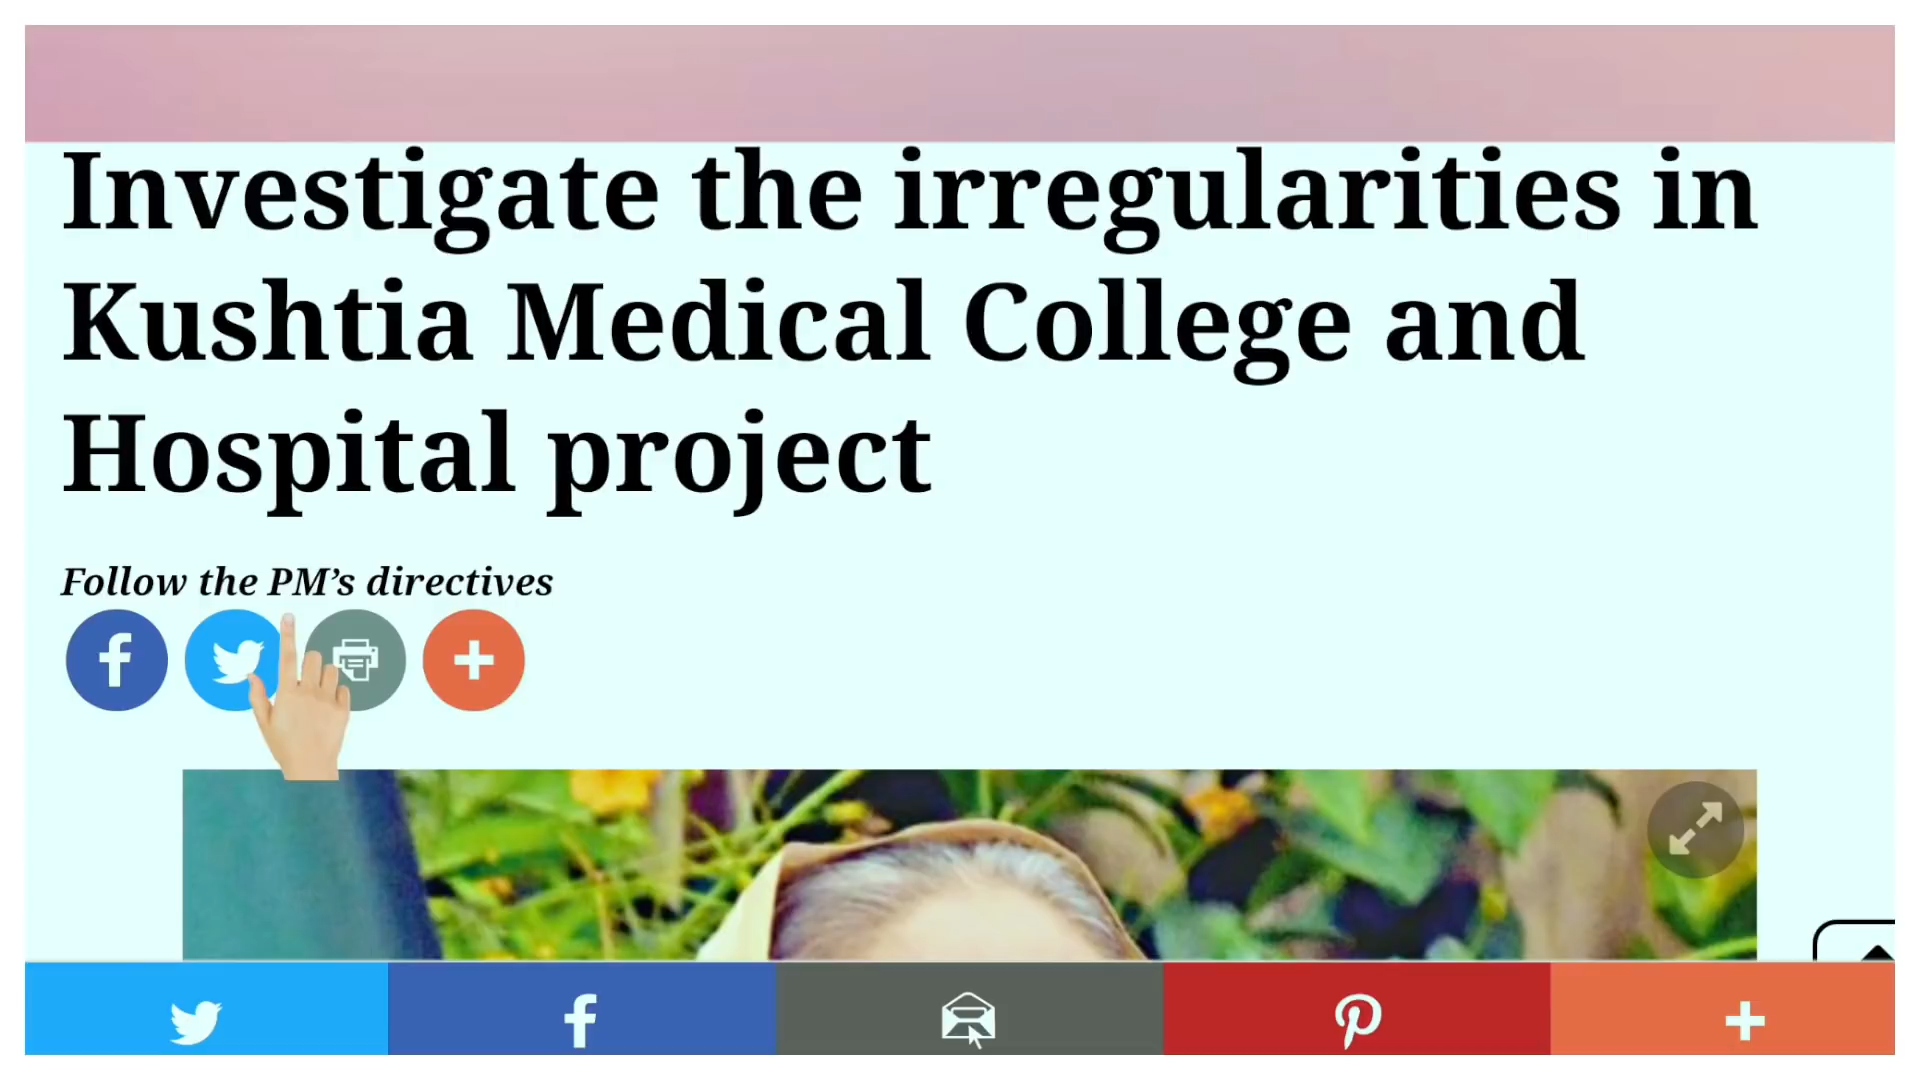 Investigate the irregularities in
Kushtia Medical College and
Hospital project
Follow the PM’s directives